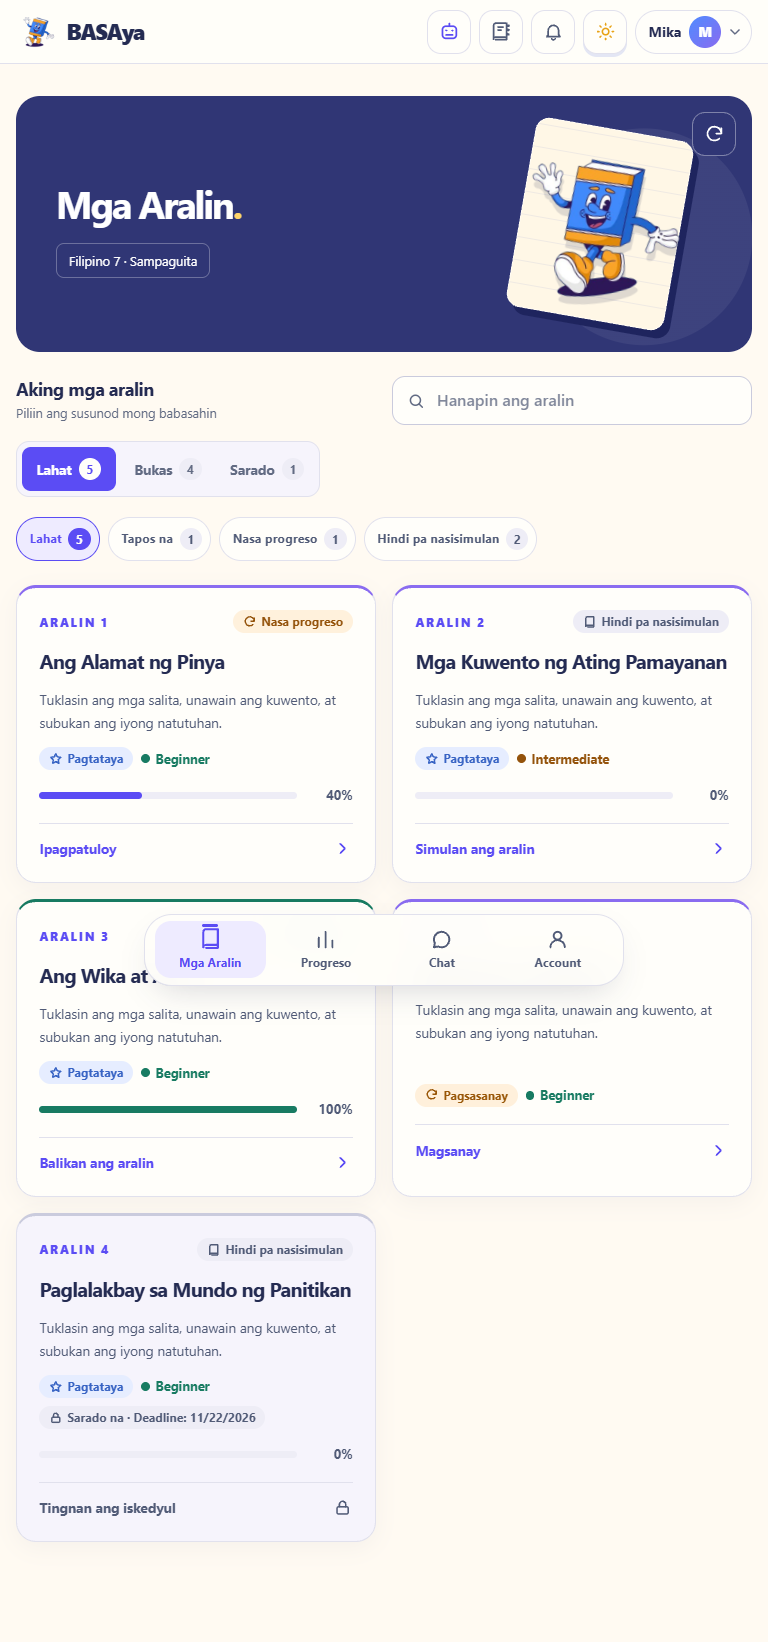 BASAya
Mika
M
Mga Aralin.
Filipino 7 · Sampaguita
Aking mga aralin
Piliin ang susunod mong babasahin
Hanapin ang aralin
Lahat 5
Bukas 4
Sarado 1
Lahat 5
Tapos na 1
Nasa progreso 1
Hindi pa nasisimulan 2
ARALIN 1
Nasa progreso
Ang Alamat ng Pinya
Tuklasin ang mga salita, unawain ang kuwento, at
subukan ang iyong natutuhan.
Pagtataya
Beginner
40%
Ipagpatuloy
ARALIN 2
Hindi pa nasisimulan
Mga Kuwento ng Ating Pamayanan
Tuklasin ang mga salita, unawain ang kuwento, at
subukan ang iyong natutuhan.
Pagtataya
Intermediate
0%
Simulan ang aralin
ARALIN 3
Ang Wika at
Tuklasin ang mga salita, unawain ang kuwento, at
subukan ang iyong natutuhan.
Pagtataya
Beginner
100%
Balikan ang aralin
Mga Aralin
Progreso
Chat
Account
Tuklasin ang mga salita, unawain ang kuwento, at
subukan ang iyong natutuhan.
Pagsasanay
Beginner
Magsanay
ARALIN 4
Hindi pa nasisimulan
Paglalakbay sa Mundo ng Panitikan
Tuklasin ang mga salita, unawain ang kuwento, at
subukan ang iyong natutuhan.
Pagtataya
Beginner
Sarado na · Deadline: 11/22/2026
0%
Tingnan ang iskedyul